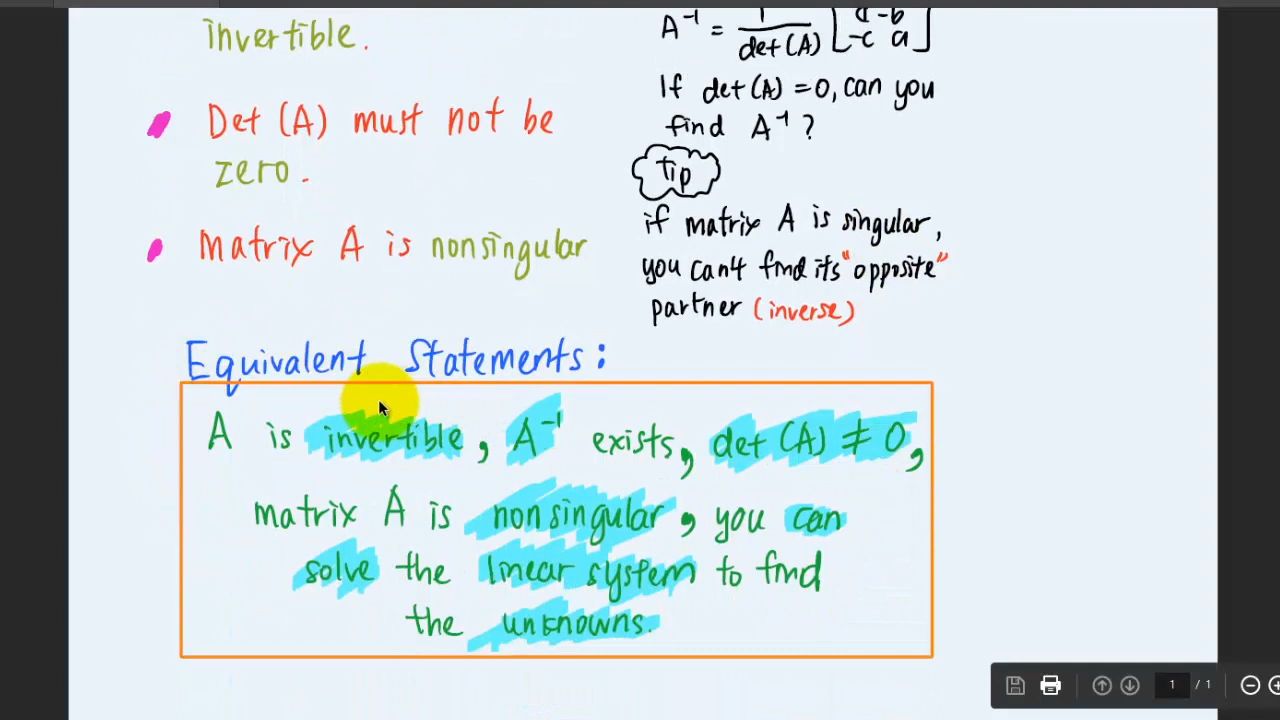 invertible.
Det (A) must not be
zero.
Matrix A is nonsingular
A⁻¹ = 1/det(A) [d -b
-c a]
If det(A) = 0, can you
find A⁻¹?
Tip
if matrix A is singular,
you can't find its "opposite"
partner (inverse)
Equivalent Statements:
A is invertible, A⁻¹ exists, det (A) ≠ 0,
matrix A is nonsingular, you can
solve the linear system to find
the unknowns.
1 / 1